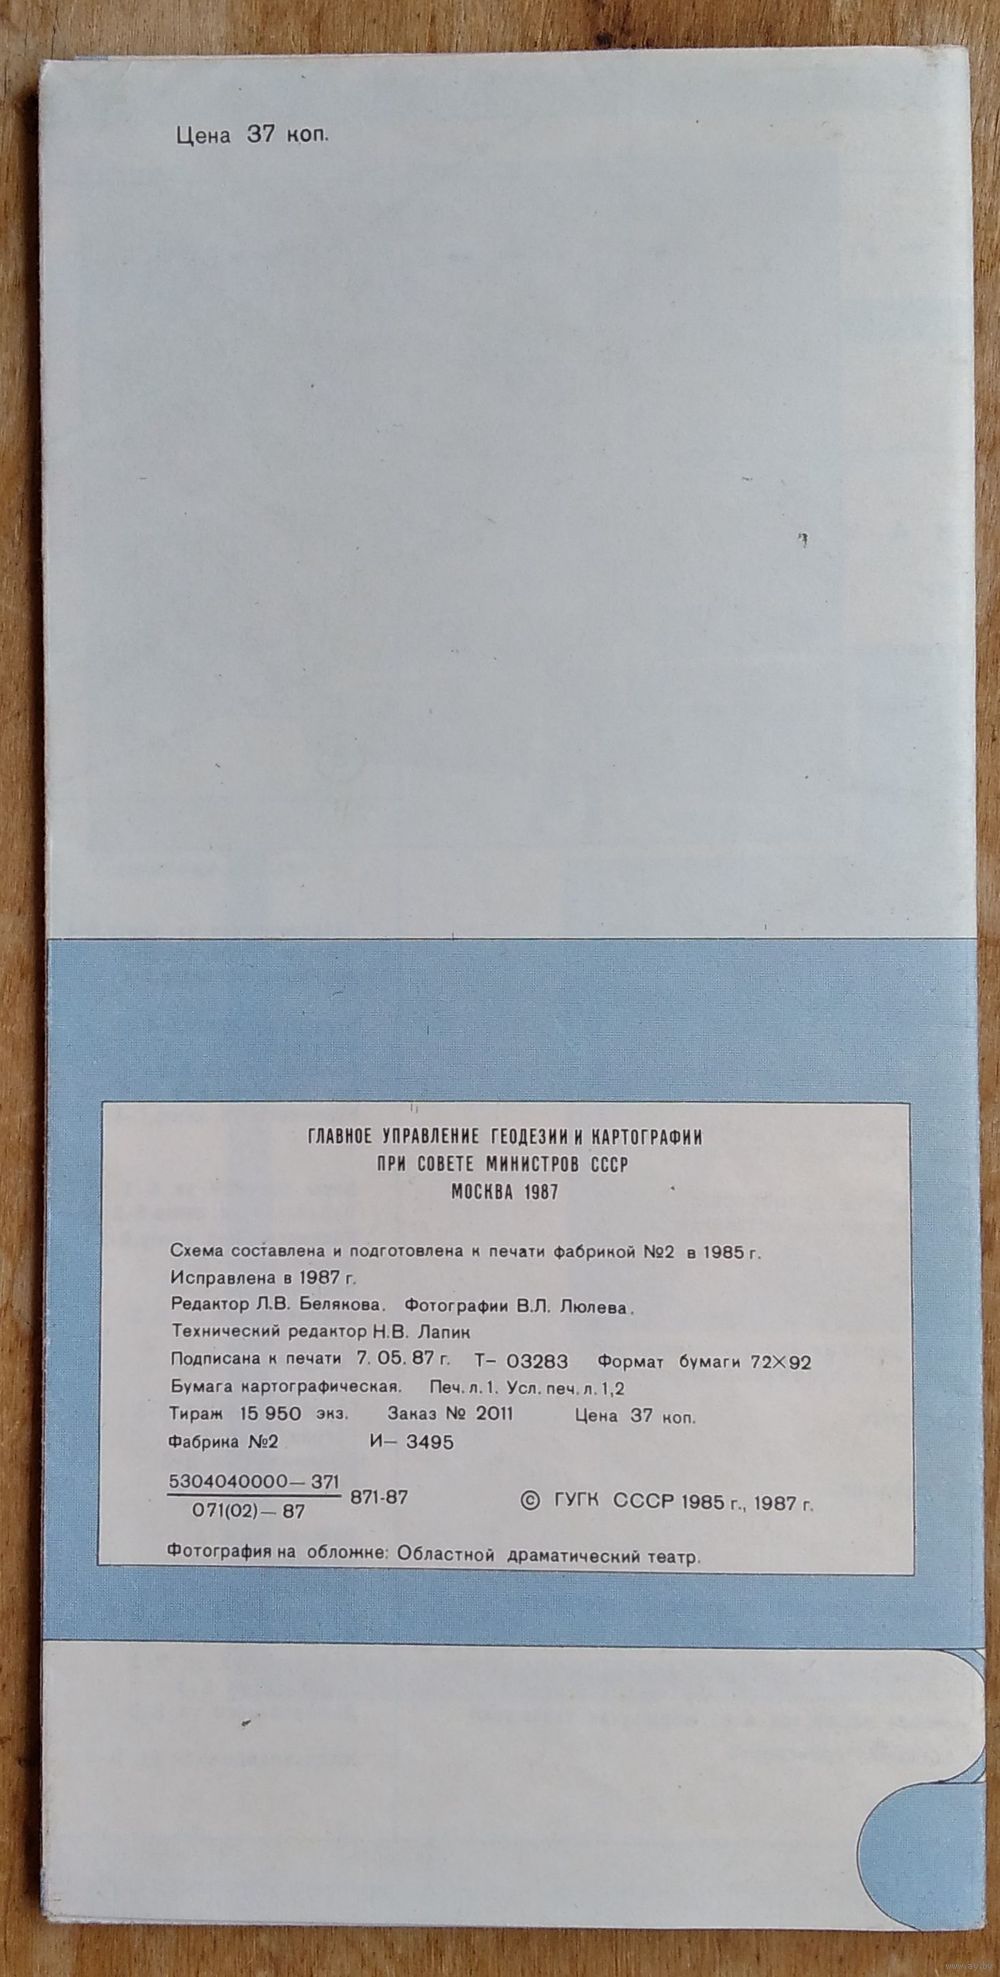 Цена 37 коп.
ГЛАВНОЕ УПРАВЛЕНИЕ ГЕОДЕЗИИ И КАРТОГРАФИИ
ПРИ СОВЕТЕ МИНИСТРОВ СССР
МОСКВА 1987
Схема составлена и подготовлена к печати фабрикой №2 в 1985 г.
Исправлена в 1987 г.
Редактор Л.В. Белякова. Фотографии В.Л. Люлева.
Технический редактор Н.В. Лапик
Подписана к печати 7. 05. 87 г. Т– 03283 Формат бумаги 72×92
Бумага картографическая. Печ. л. 1. Усл. печ. л. 1,2
Тираж 15 950 экз. Заказ № 2011 Цена 37 коп.
Фабрика №2 И– 3495
5304040000– 371
071(02)– 87
871-87
© ГУГК СССР 1985 г., 1987 г.
Фотография на обложке: Областной драматический театр.
www.ay.by